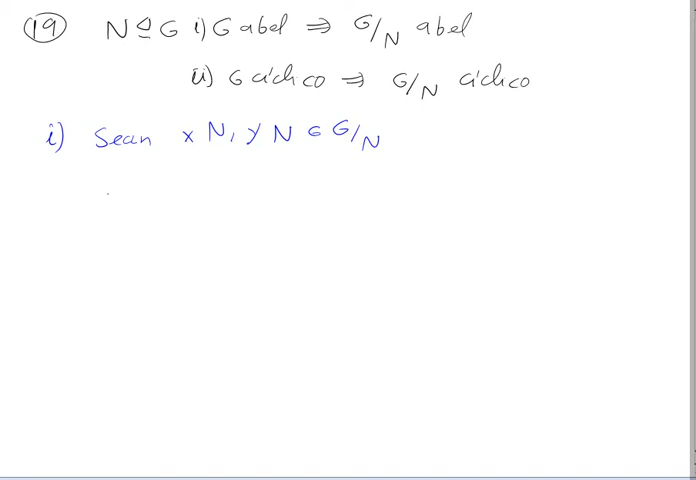 19 N ⊴ G i) G abel ⇒ G/N abel
ii) G cíclico ⇒ G/N cíclico
i) Sean xN, yN ∈ G/N